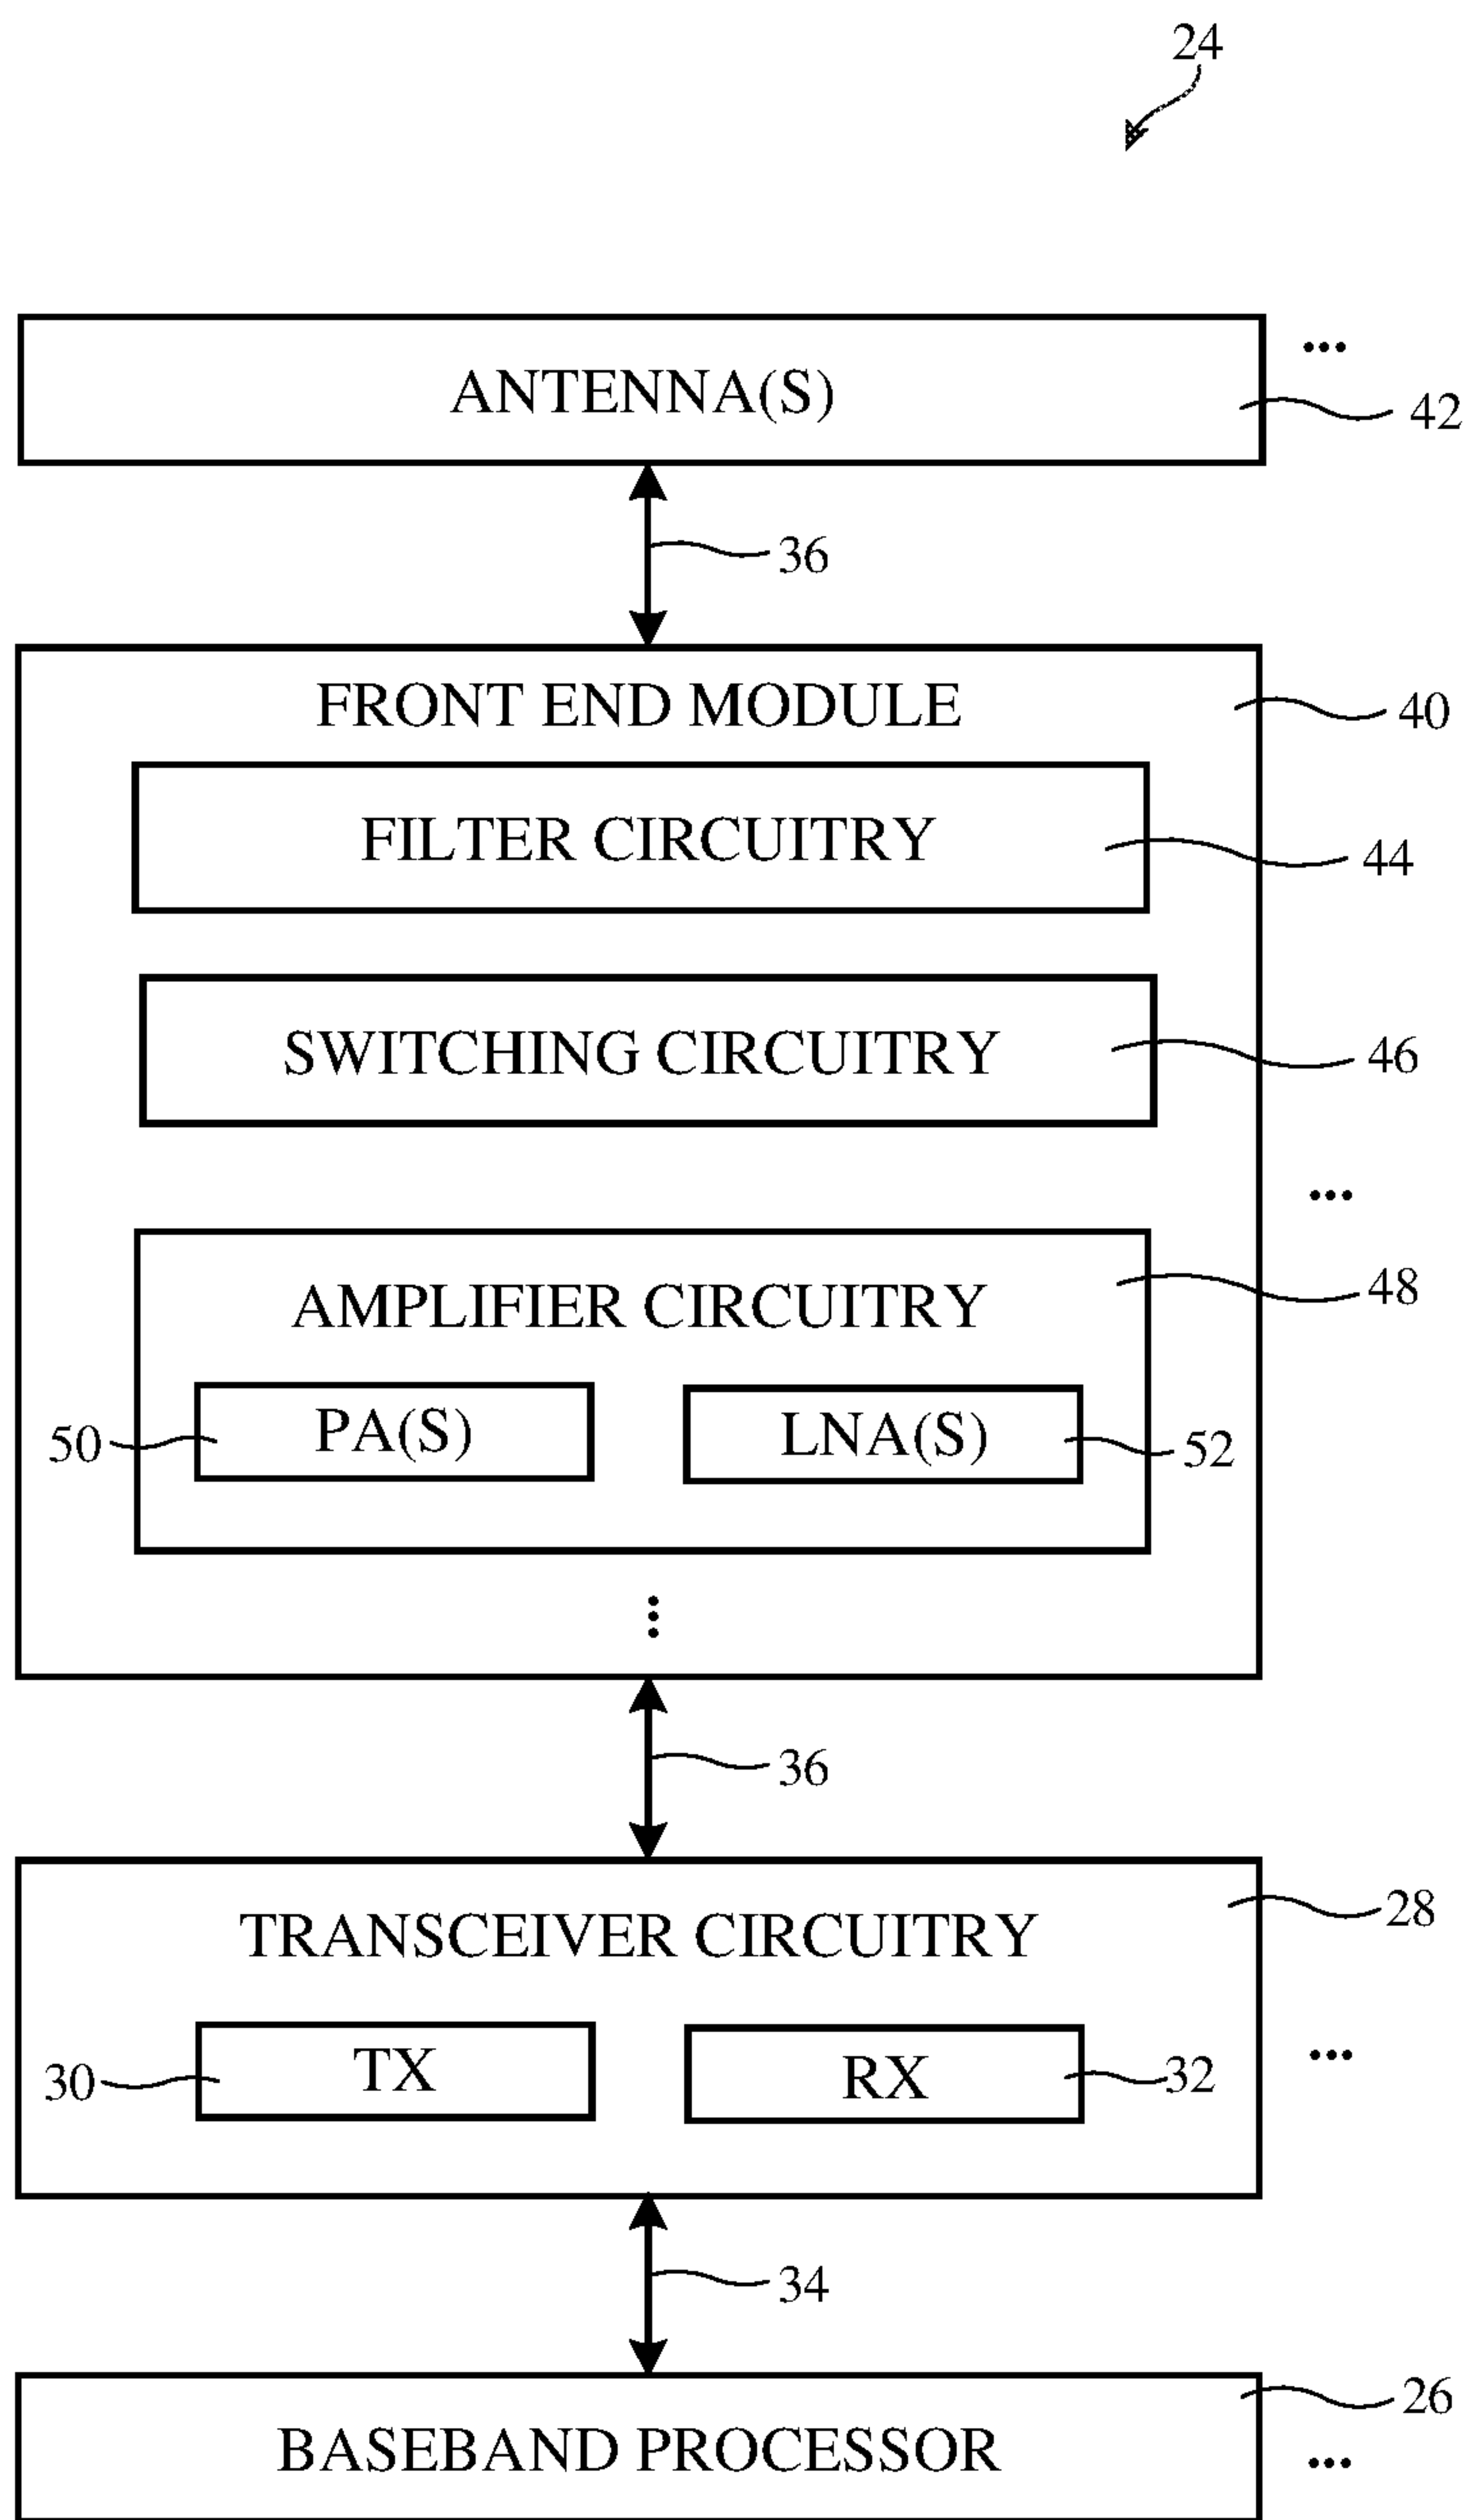 24
ANTENNA(S)
42
36
FRONT END MODULE
40
FILTER CIRCUITRY
44
SWITCHING CIRCUITRY
46
AMPLIFIER CIRCUITRY
48
50
PA(S)
LNA(S)
52
36
TRANSCEIVER CIRCUITRY
28
30
TX
RX
32
34
BASEBAND PROCESSOR
26